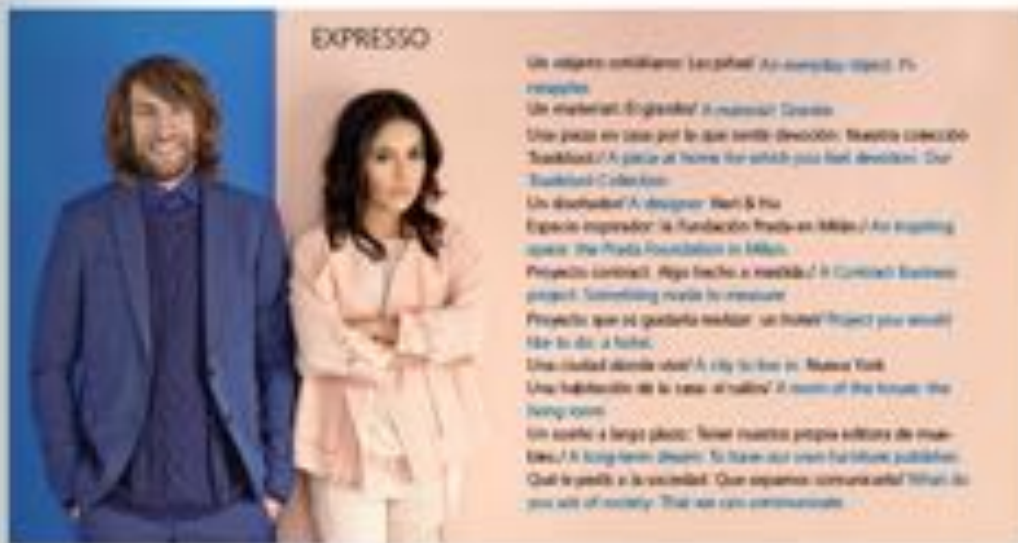 EXPRESSO
Un objeto cotidiano: Las piñas/ An everyday object: Pi-
neapples
Un material: El granito/ A material: Granite
Una pieza en casa por la que sentís devoción: Nuestra colección
/ A piece at home for which you feel devotion: Our
Collection
Un diseñador/ A designer:
Espacio inspirador: la Fundación Prada en Milán./ An inspiring
space: the Prada Foundation in Milan.
Proyecto contract: Algo hecho a medida./ A Contract Business
project: Something made to measure
Proyecto que os gustaría realizar: un hotel/ Project you would
like to do: a hotel.
Una ciudad donde vivir/ A city to live in: Nueva York
Una habitación de la casa: el salón/ A room of the house: the
living room
Un sueño a largo plazo: Tener nuestra propia editora de mue-
bles./ A long-term dream: To have our own furniture publisher.
Qué le pedís a la sociedad: Que sepamos comunicarla/ What do
you ask of society: That we can communicate